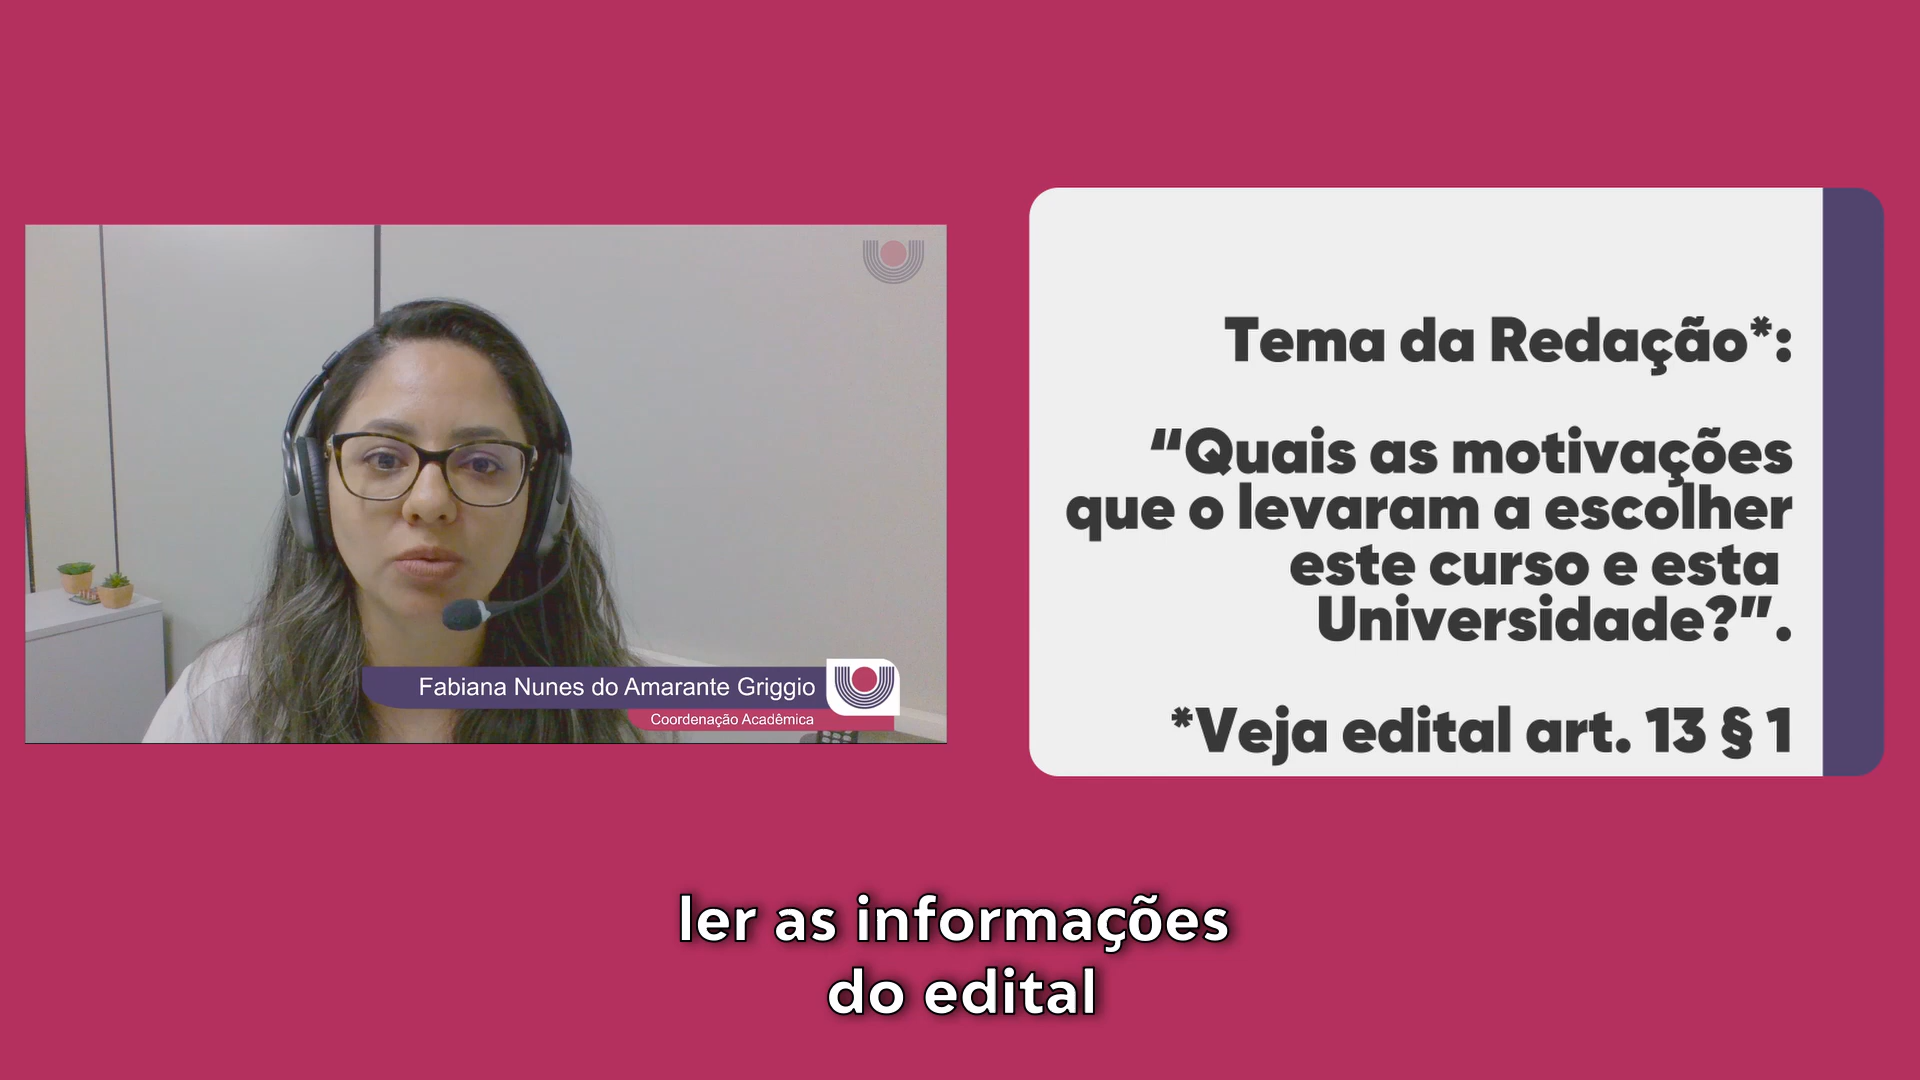 Fabiana Nunes do Amarante Griggio
Coordenação Acadêmica
Tema da Redação*:
“Quais as motivações
que o levaram a escolher
este curso e esta
Universidade?”.
*Veja edital art. 13 § 1
ler as informações
do edital